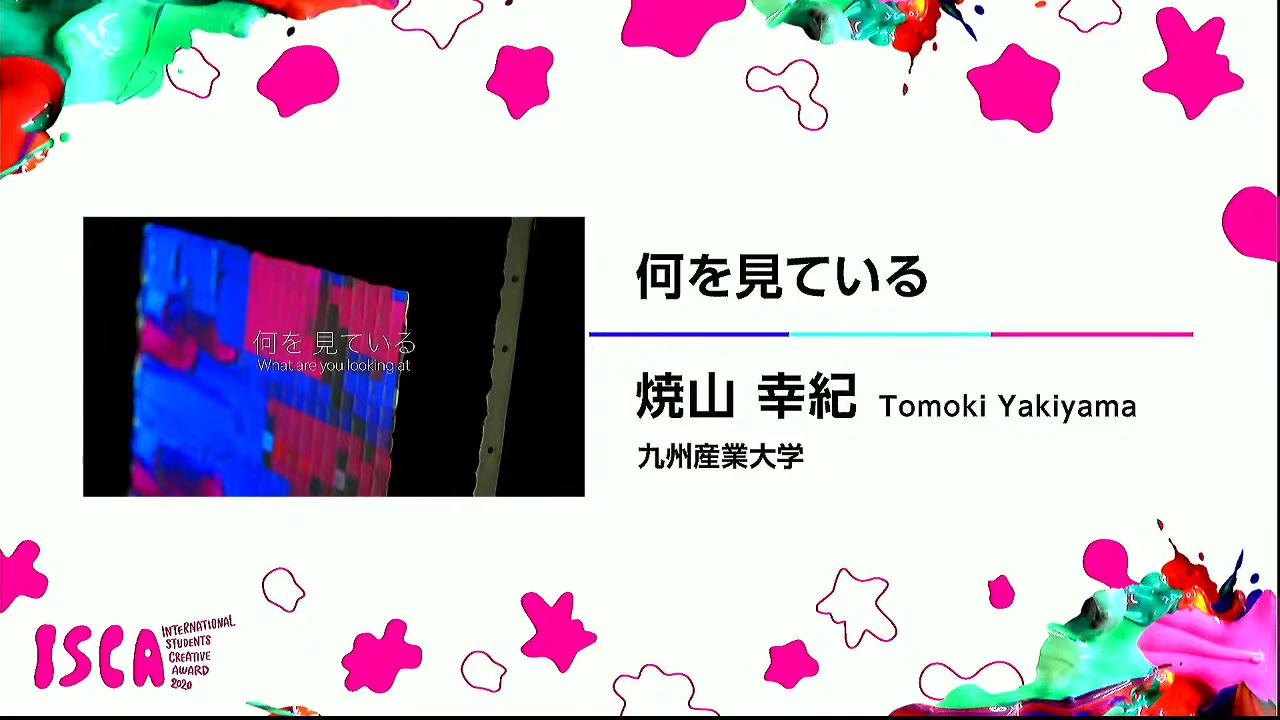 何を見ている
何を 見ている
What are you looking at
焼山 幸紀 Tomoki Yakiyama
九州産業大学
ISCA
INTERNATIONAL
STUDENTS
CREATIVE
AWARD
2020